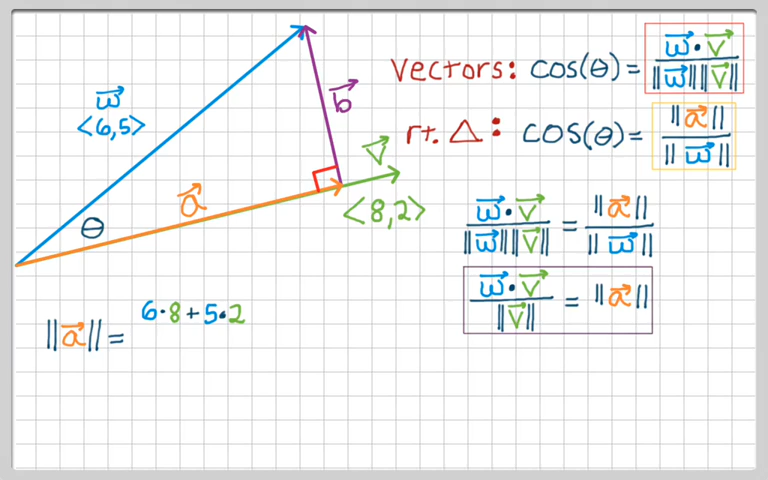 w⃗
<6,5>
b⃗
v⃗
a⃗
<8,2>
θ
vectors: cos(θ) = w⃗·v⃗ / ||w⃗|| ||v⃗||
rt. △: cos(θ) = ||a⃗|| / ||w⃗||
w⃗·v⃗ / ||w⃗|| ||v⃗|| = ||a⃗|| / ||w⃗||
w⃗·v⃗ / ||v⃗|| = ||a⃗||
||a⃗|| = 6·8+5·2